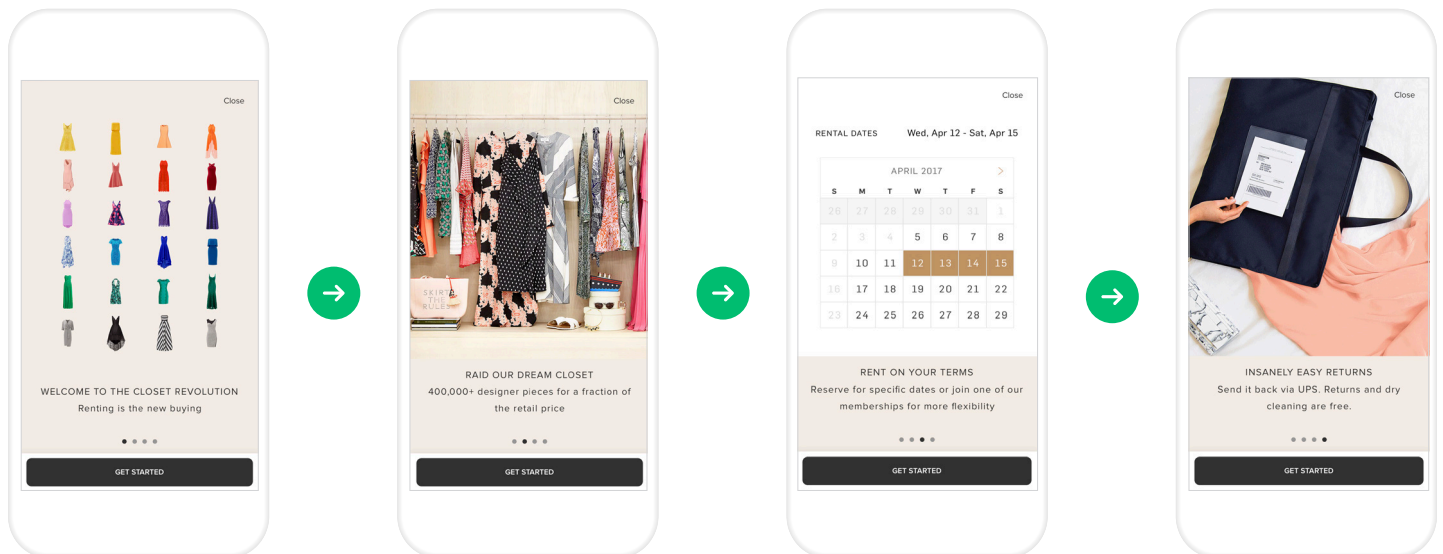 Close
WELCOME TO THE CLOSET REVOLUTION
Renting is the new buying
GET STARTED
Close
SKIRT
THE
RULES
RAID OUR DREAM CLOSET
400,000+ designer pieces for a fraction of
the retail price
GET STARTED
Close
RENTAL DATES Wed, Apr 12 - Sat, Apr 15
APRIL 2017
S M T W T F S
26 27 28 29 30 31 1
2 3 4 5 6 7 8
9 10 11 12 13 14 15
16 17 18 19 20 21 22
23 24 25 26 27 28 29
RENT ON YOUR TERMS
Reserve for specific dates or join one of our
memberships for more flexibility
GET STARTED
Close
INSANELY EASY RETURNS
Send it back via UPS. Returns and dry
cleaning are free.
GET STARTED